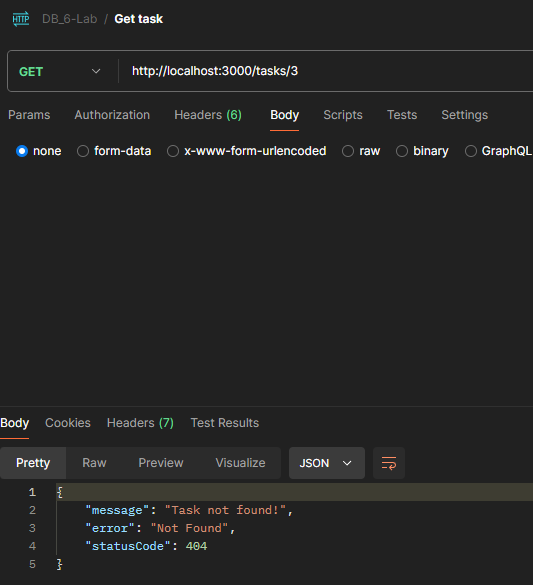 HTTP DB_6-Lab / Get task
GET http://localhost:3000/tasks/3
Params Authorization Headers (6) Body Scripts Tests Settings
none form-data x-www-form-urlencoded raw binary GraphQL
Body Cookies Headers (7) Test Results
Pretty Raw Preview Visualize JSON
1 {
2 "message": "Task not found!",
3 "error": "Not Found",
4 "statusCode": 404
5 }